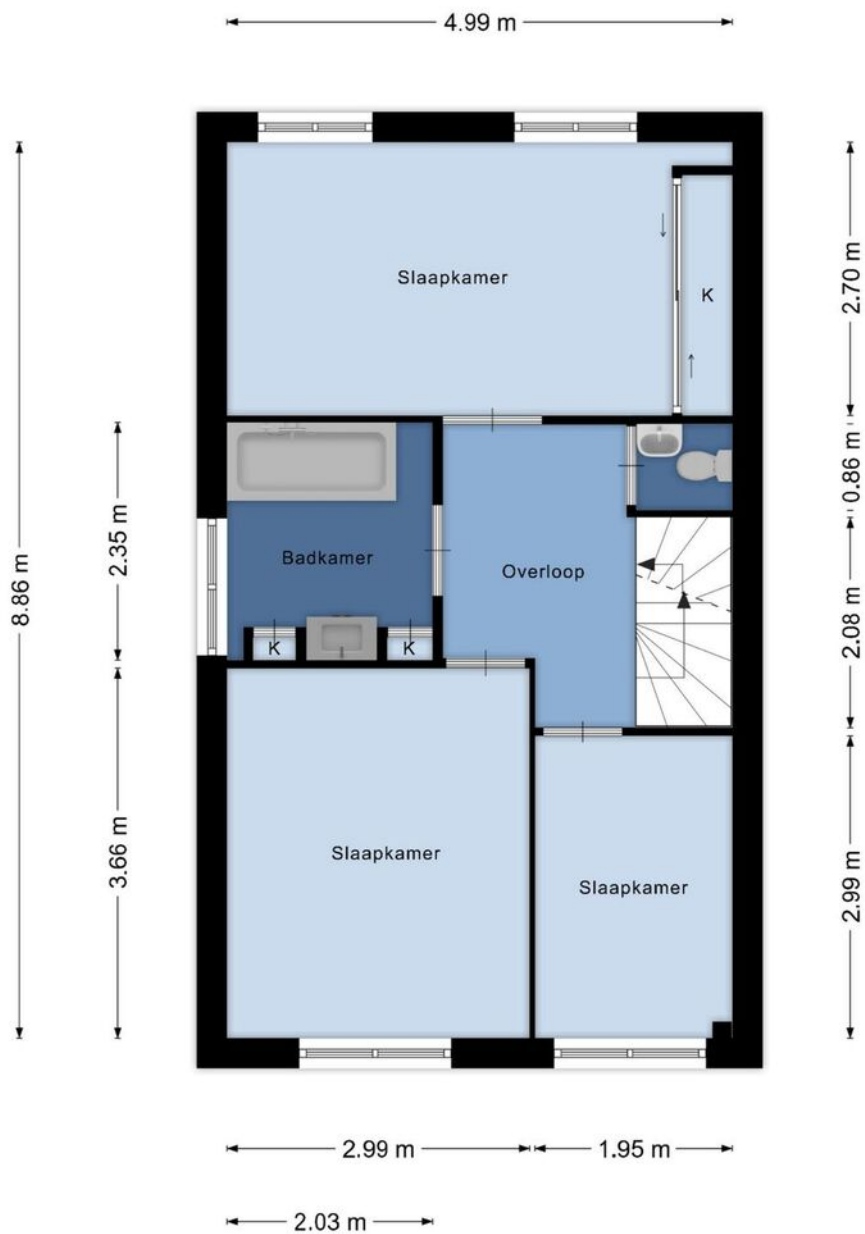 4.99 m
Slaapkamer
K
2.70 m
0.86 m
8.86 m
2.35 m
Badkamer
Overloop
2.08 m
K
K
3.66 m
Slaapkamer
Slaapkamer
2.99 m
2.99 m
1.95 m
2.03 m